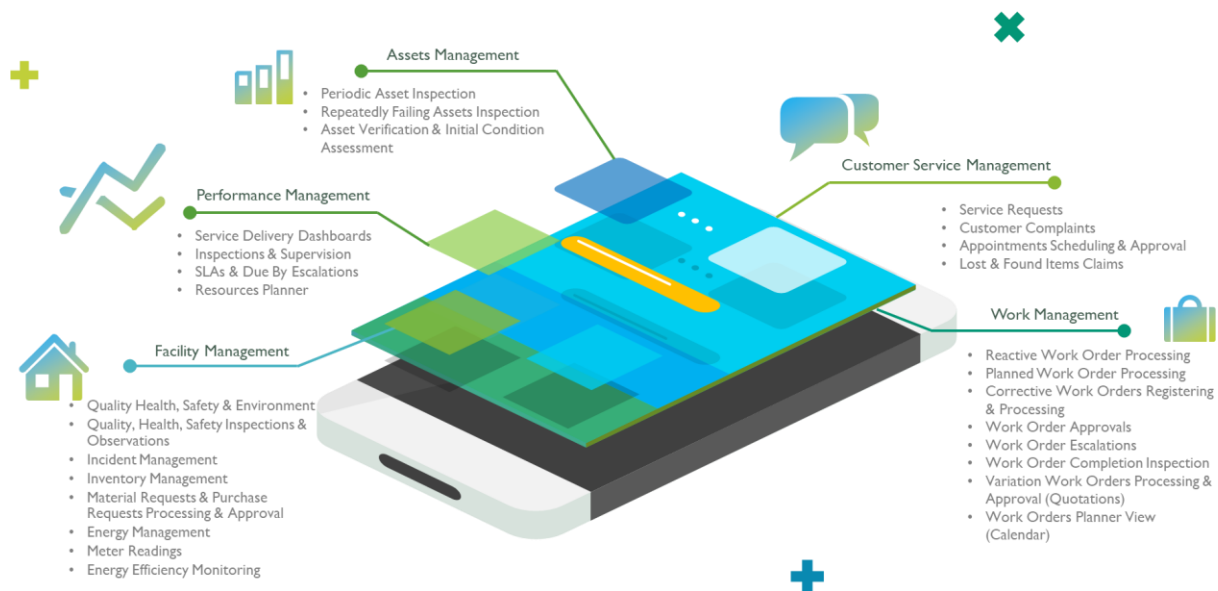 Assets Management
• Periodic Asset Inspection
• Repeatedly Failing Assets Inspection
• Asset Verification & Initial Condition
Assessment
Performance Management
• Service Delivery Dashboards
• Inspections & Supervision
• SLAs & Due By Escalations
• Resources Planner
Facility Management
• Quality Health, Safety & Environment
• Quality, Health, Safety Inspections &
Observations
• Incident Management
• Inventory Management
• Material Requests & Purchase
Requests Processing & Approval
• Energy Management
• Meter Readings
• Energy Efficiency Monitoring
Customer Service Management
• Service Requests
• Customer Complaints
• Appointments Scheduling & Approval
• Lost & Found Items Claims
Work Management
• Reactive Work Order Processing
• Planned Work Order Processing
• Corrective Work Orders Registering
& Processing
• Work Order Approvals
• Work Order Escalations
• Work Order Completion Inspection
• Variation Work Orders Processing &
Approval (Quotations)
• Work Orders Planner View
(Calendar)